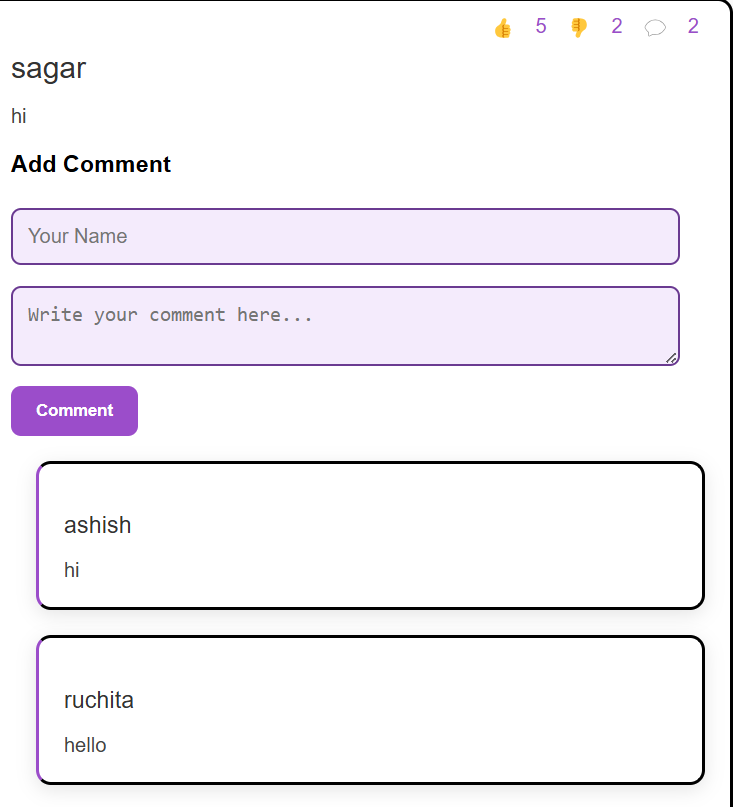 👍 5 👎 2 💬 2
sagar
hi
Add Comment
Your Name
Write your comment here...
Comment
ashish
hi
ruchita
hello